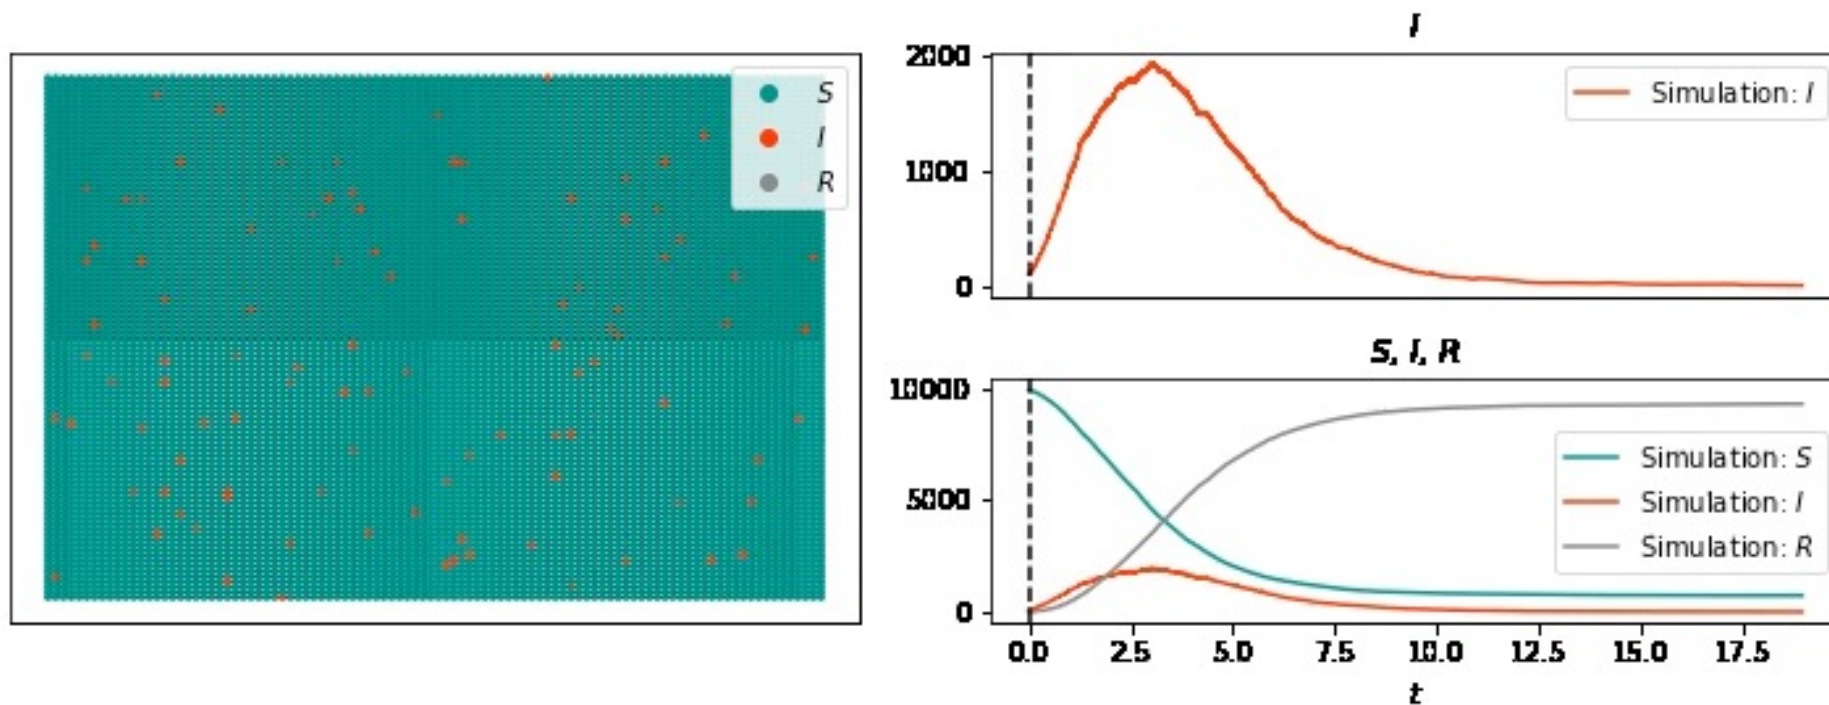 S
I
R
I
2000
1000
0
Simulation: I
S, I, R
10000
5000
0
Simulation: S
Simulation: I
Simulation: R
0.0 2.5 5.0 7.5 10.0 12.5 15.0 17.5
t